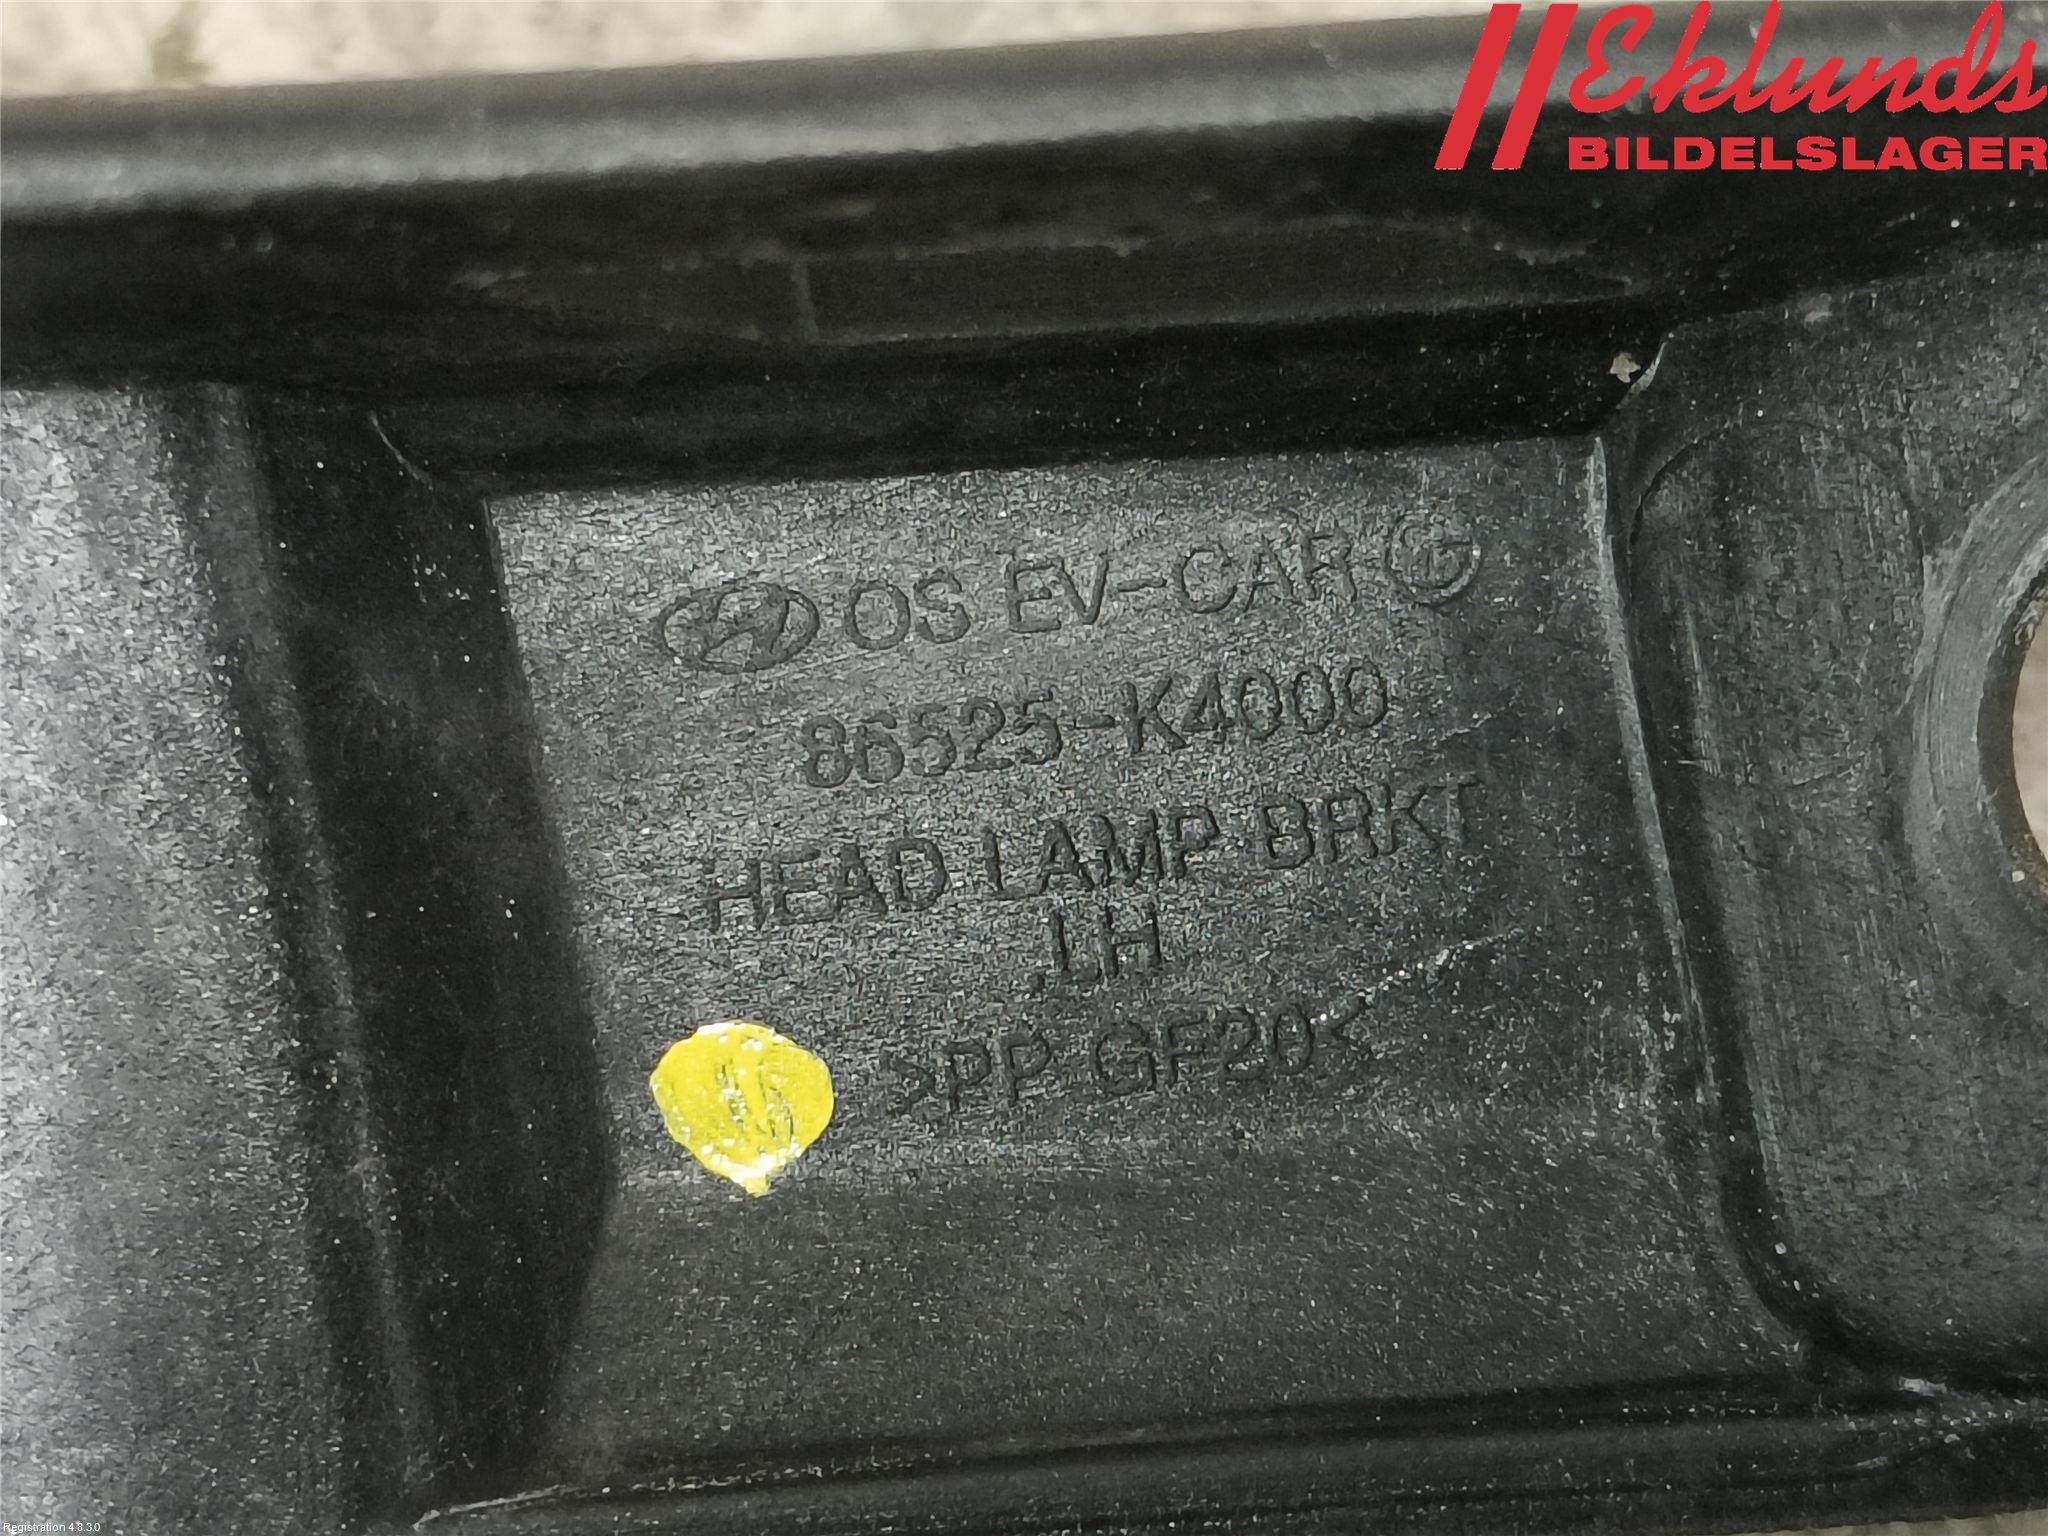 Eklunds
BILDELSLAGER
OS EV-CAR
86525-K4000
HEAD LAMP BRKT
,LH
>PP GF20<
Registration 4.8.3.0